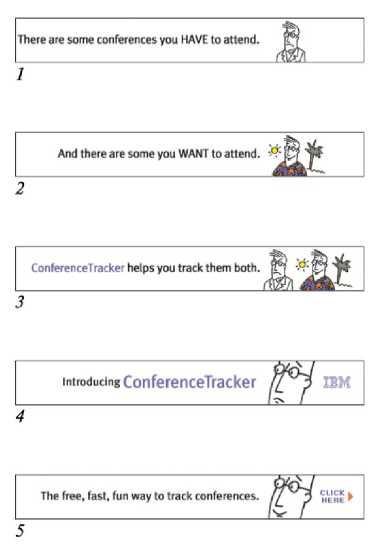 There are some conferences you HAVE to attend.
1
And there are some you WANT to attend.
2
ConferenceTracker helps you track them both.
3
Introducing ConferenceTracker IBM
4
The free, fast, fun way to track conferences. CLICK
HERE
5